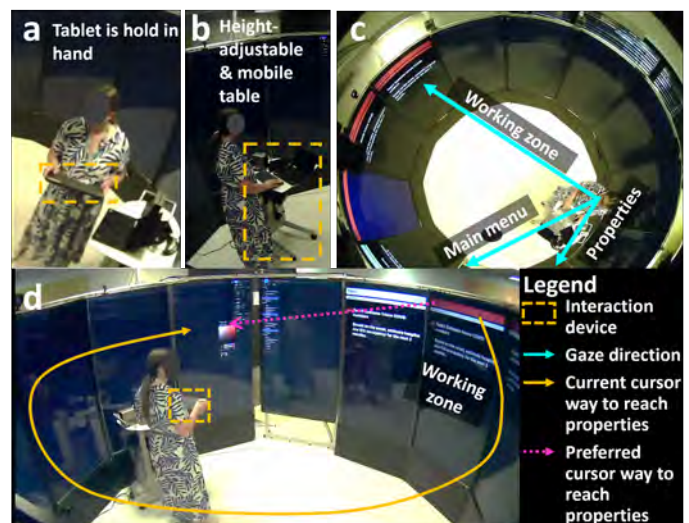 a
Tablet is hold in
hand
b
Height-
adjustable
& mobile
table
c
Working zone
Main menu
Properties
d
Working
zone
Legend
Interaction
device
Gaze direction
Current cursor
way to reach
properties
Preferred
cursor way to
reach
properties